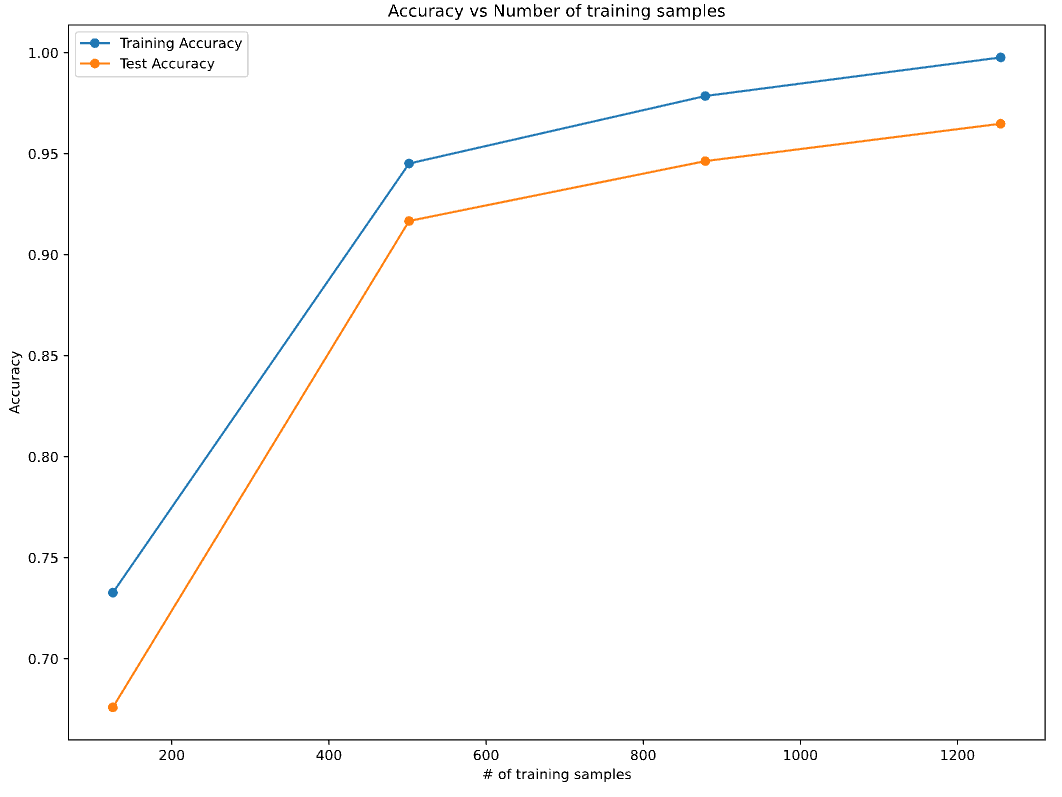 Accuracy vs Number of training samples
Training Accuracy
Test Accuracy
1.00
0.95
0.90
0.85
0.80
0.75
0.70
Accuracy
200 400 600 800 1000 1200
# of training samples